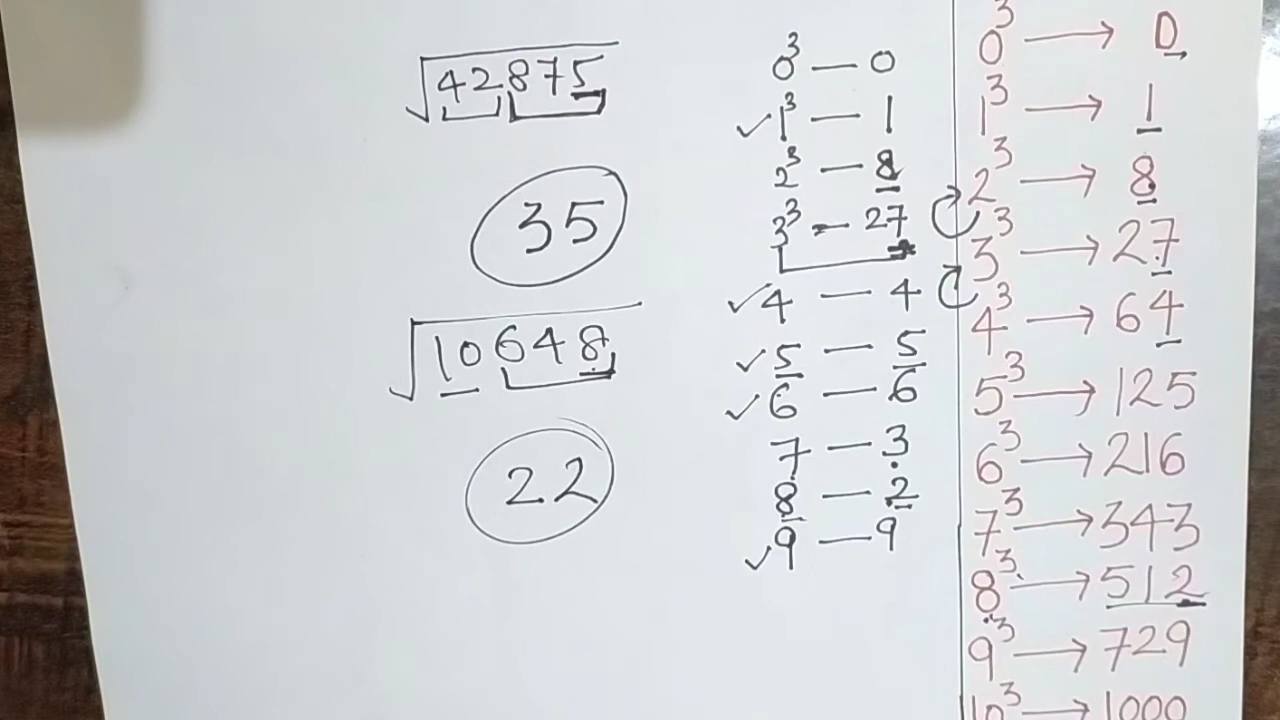 √42875
35
√10648
22
0³ — 0
✓1³ — 1
2³ — 8
3³ — 27
✓4 — 4
✓5 — 5
✓6 — 6
7 — 3
8 — 2
✓9 — 9
0³ → 0
1³ → 1
2³ → 8
3³ → 27
4³ → 64
5³ → 125
6³ → 216
7³ → 343
8³ → 512
9³ → 729
10³ → 1000